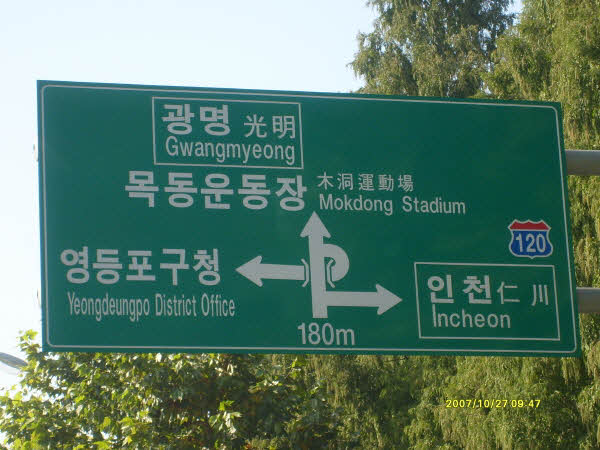 광명 光明
Gwangmyeong
목동운동장 木洞運動場
Mokdong Stadium
120
영등포구청
Yeongdeungpo District Office
인천 仁川
Incheon
180m
2007/10/27 09:47